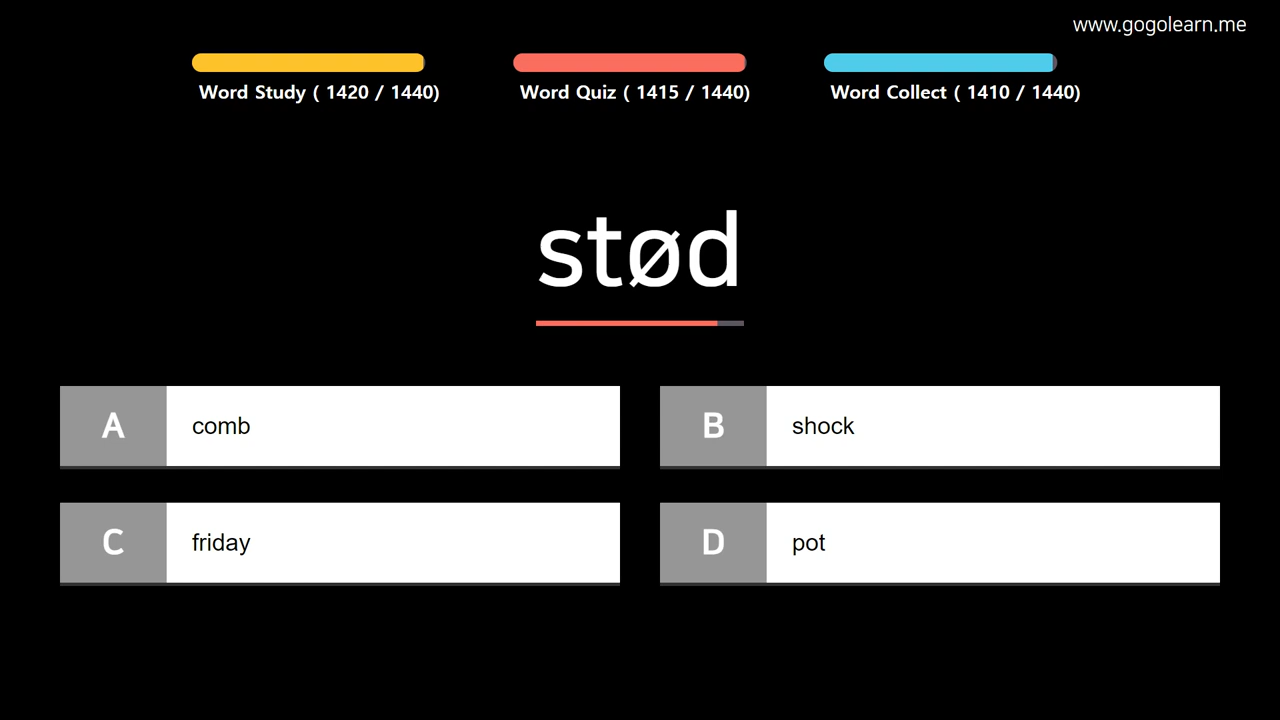 www.gogolearn.me
Word Study ( 1420 / 1440)
Word Quiz ( 1415 / 1440)
Word Collect ( 1410 / 1440)
stød
A comb
B shock
C friday
D pot